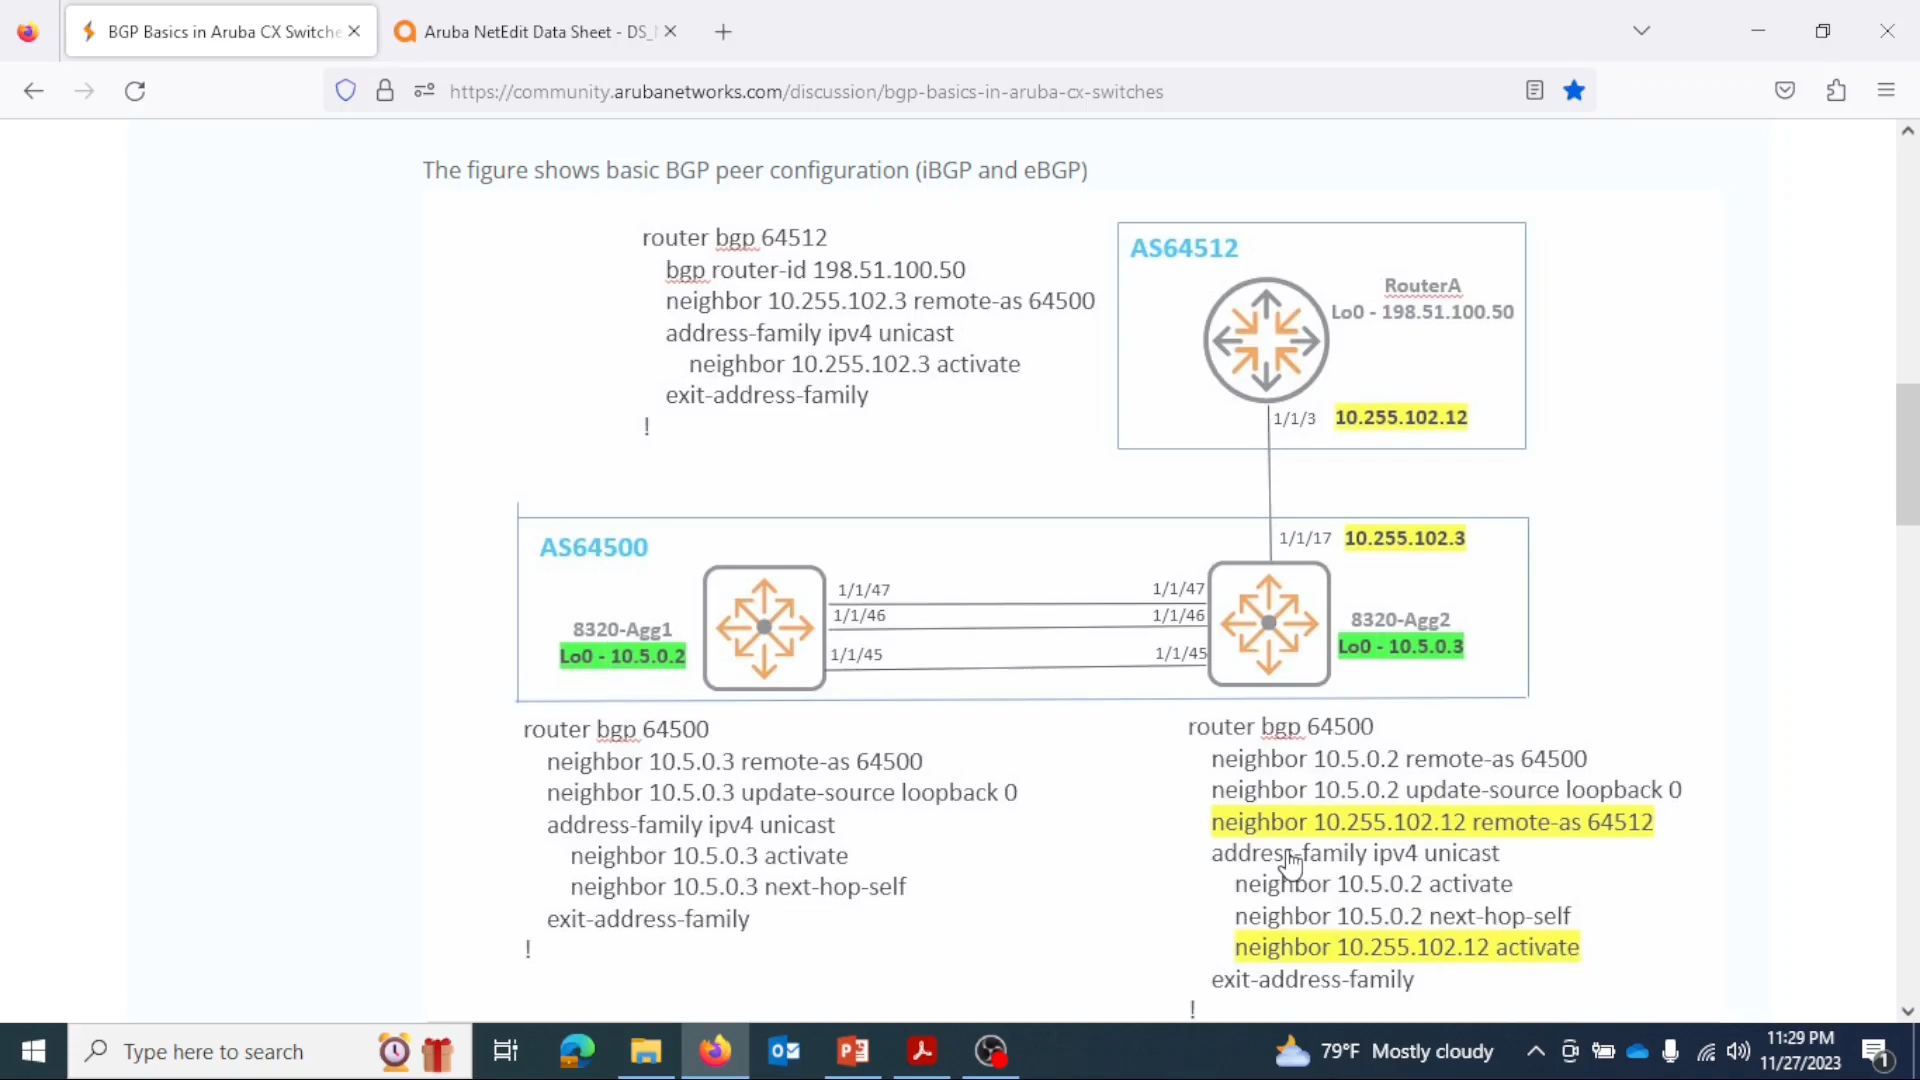 BGP Basics in Aruba CX Switche
Aruba NetEdit Data Sheet - DS_
https://community.arubanetworks.com/discussion/bgp-basics-in-aruba-cx-switches
The figure shows basic BGP peer configuration (iBGP and eBGP)
router bgp 64512
bgp router-id 198.51.100.50
neighbor 10.255.102.3 remote-as 64500
address-family ipv4 unicast
neighbor 10.255.102.3 activate
exit-address-family
!
AS64512
RouterA
Lo0 - 198.51.100.50
1/1/3 10.255.102.12
1/1/17 10.255.102.3
AS64500
8320-Agg1
Lo0 - 10.5.0.2
1/1/47 1/1/47
1/1/46 1/1/46
1/1/45 1/1/45
8320-Agg2
Lo0 - 10.5.0.3
router bgp 64500
neighbor 10.5.0.3 remote-as 64500
neighbor 10.5.0.3 update-source loopback 0
address-family ipv4 unicast
neighbor 10.5.0.3 activate
neighbor 10.5.0.3 next-hop-self
exit-address-family
!
router bgp 64500
neighbor 10.5.0.2 remote-as 64500
neighbor 10.5.0.2 update-source loopback 0
neighbor 10.255.102.12 remote-as 64512
address-family ipv4 unicast
neighbor 10.5.0.2 activate
neighbor 10.5.0.2 next-hop-self
neighbor 10.255.102.12 activate
exit-address-family
!
Type here to search
79°F Mostly cloudy
11:29 PM
11/27/2023
1